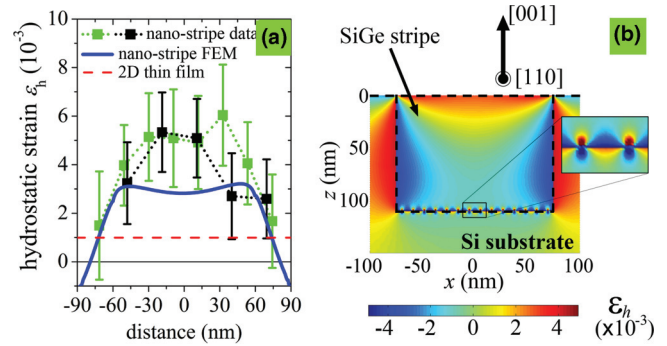 (a)
nano-stripe data
nano-stripe FEM
2D thin film
hydrostatic strain εh (10-3)
8
6
4
2
0
-90 -60 -30 0 30 60 90
distance (nm)
(b)
SiGe stripe
[001]
[110]
0
50
100
z (nm)
Si substrate
-100 -50 0 50 100
x (nm)
-4 -2 0 2 4
εh
(x10-3)